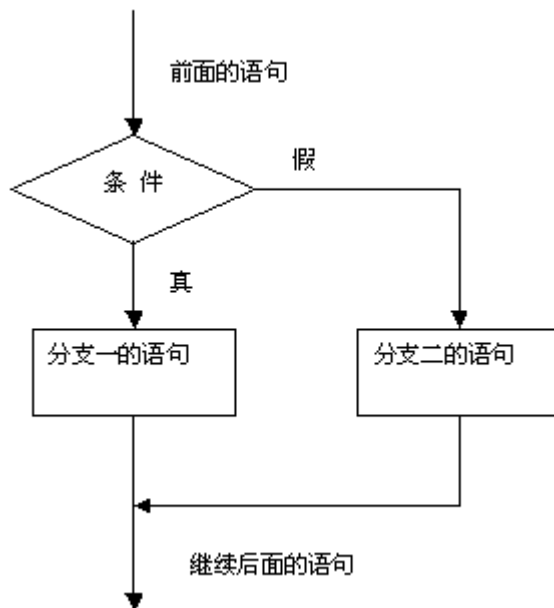 前面的语句
条 件
假
真
分支一的语句
分支二的语句
继续后面的语句